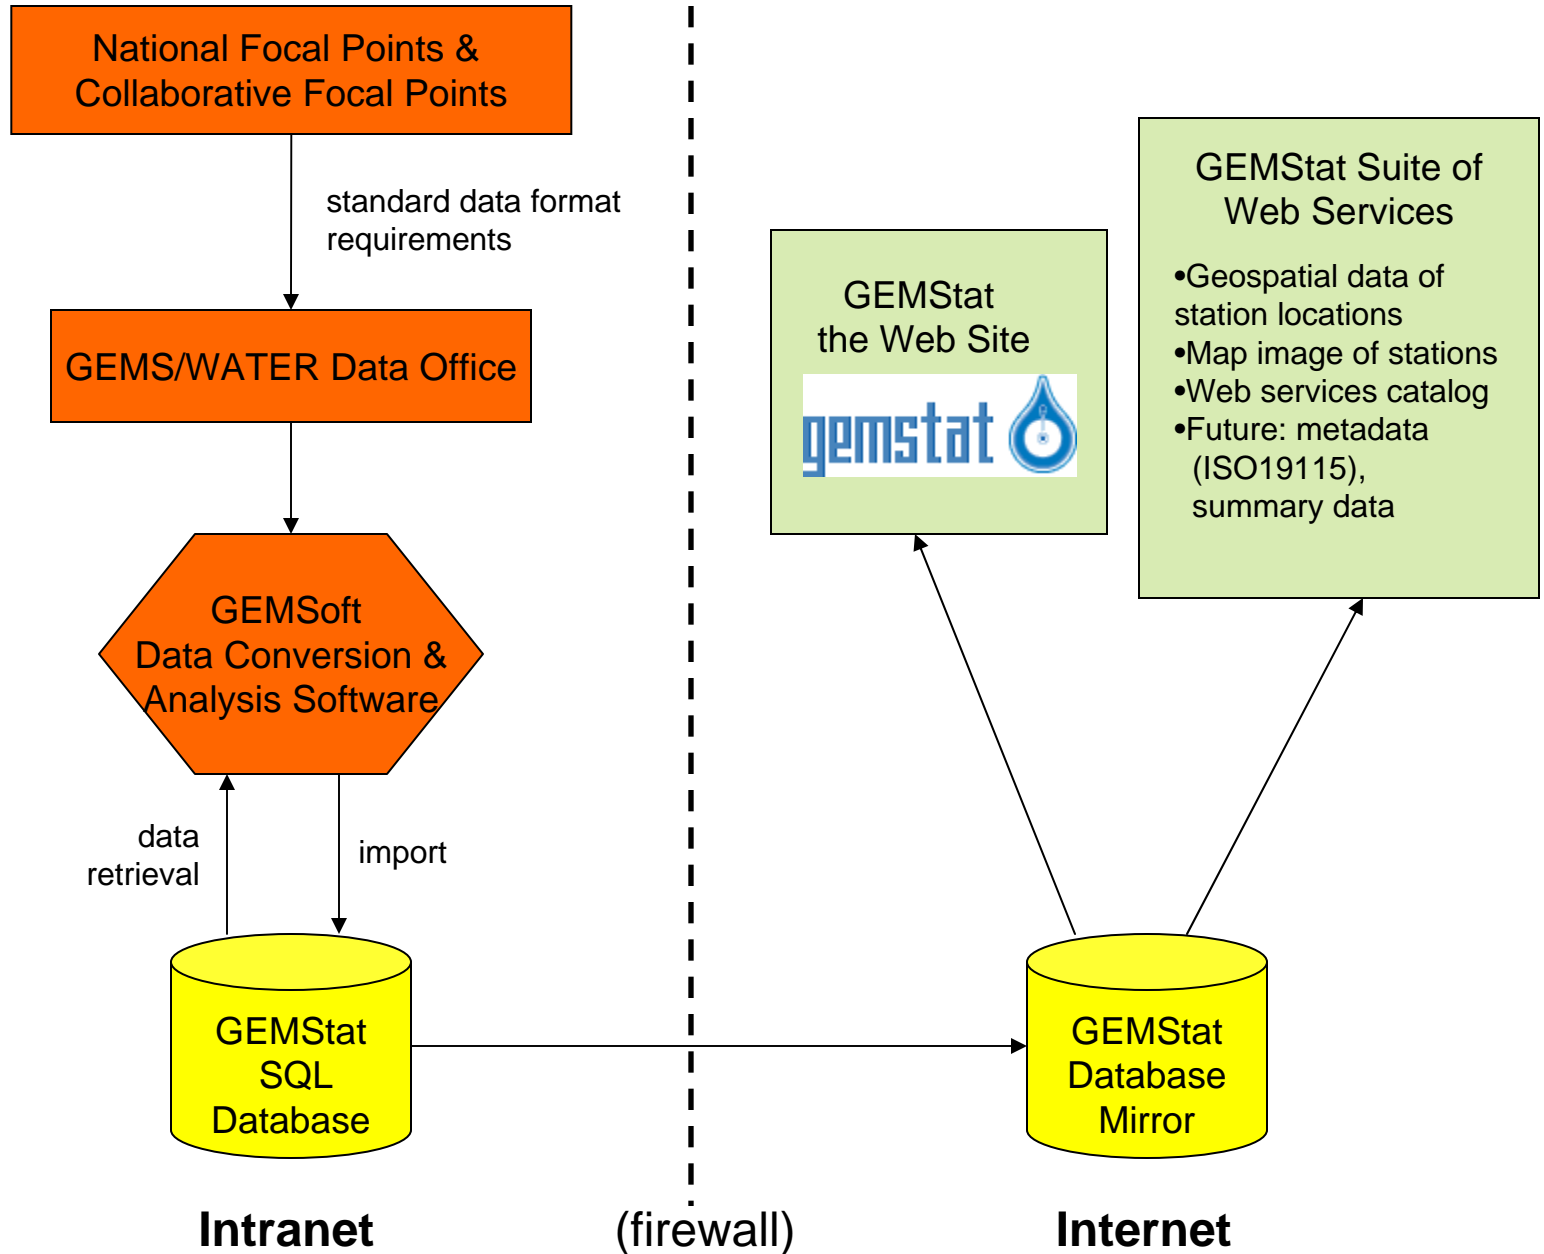 National Focal Points &
Collaborative Focal Points
standard data format
requirements
GEMS/WATER Data Office
GEMSoft
Data Conversion &
Analysis Software
data
retrieval
import
GEMStat
SQL
Database
GEMStat
the Web Site
gemstat
GEMStat Suite of
Web Services
•Geospatial data of
station locations
•Map image of stations
•Web services catalog
•Future: metadata
(ISO19115),
summary data
GEMStat
Database
Mirror
Intranet
(firewall)
Internet